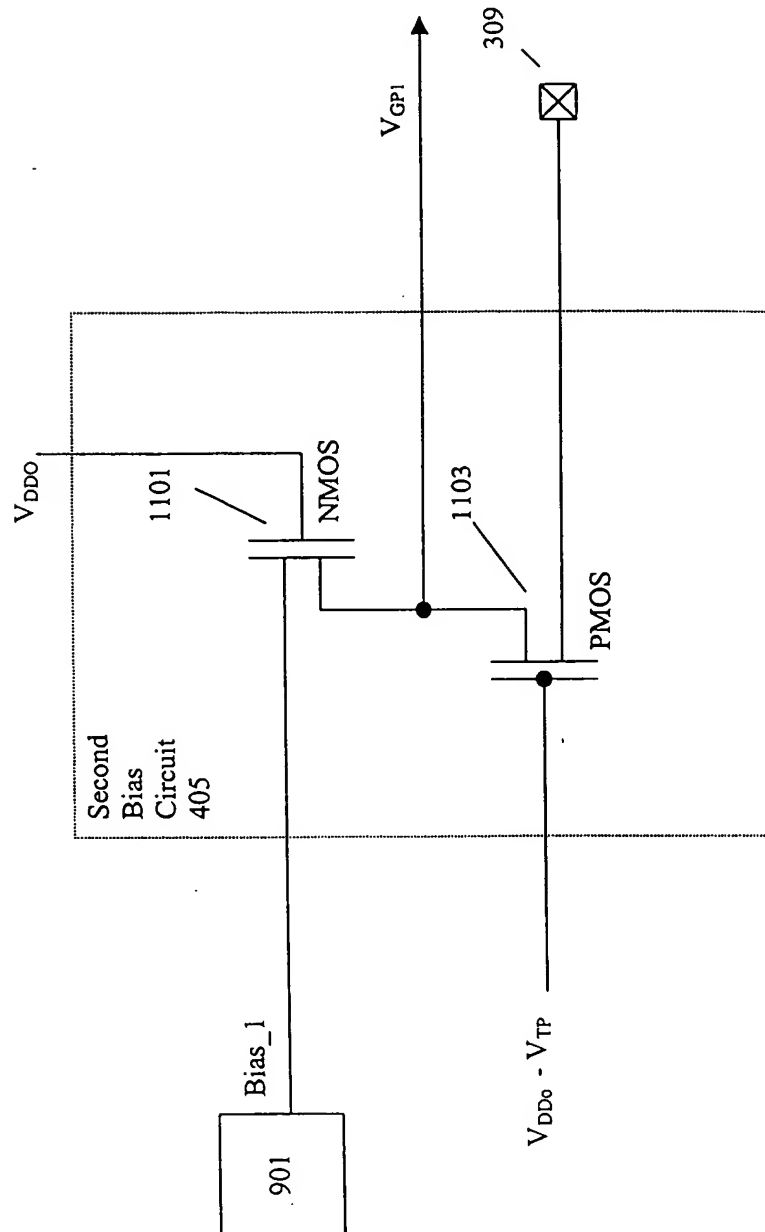 V_DDO
1101
NMOS
V_GP1
309
1103
PMOS
Second
Bias
Circuit
405
Bias_1
901
V_DDo - V_TP